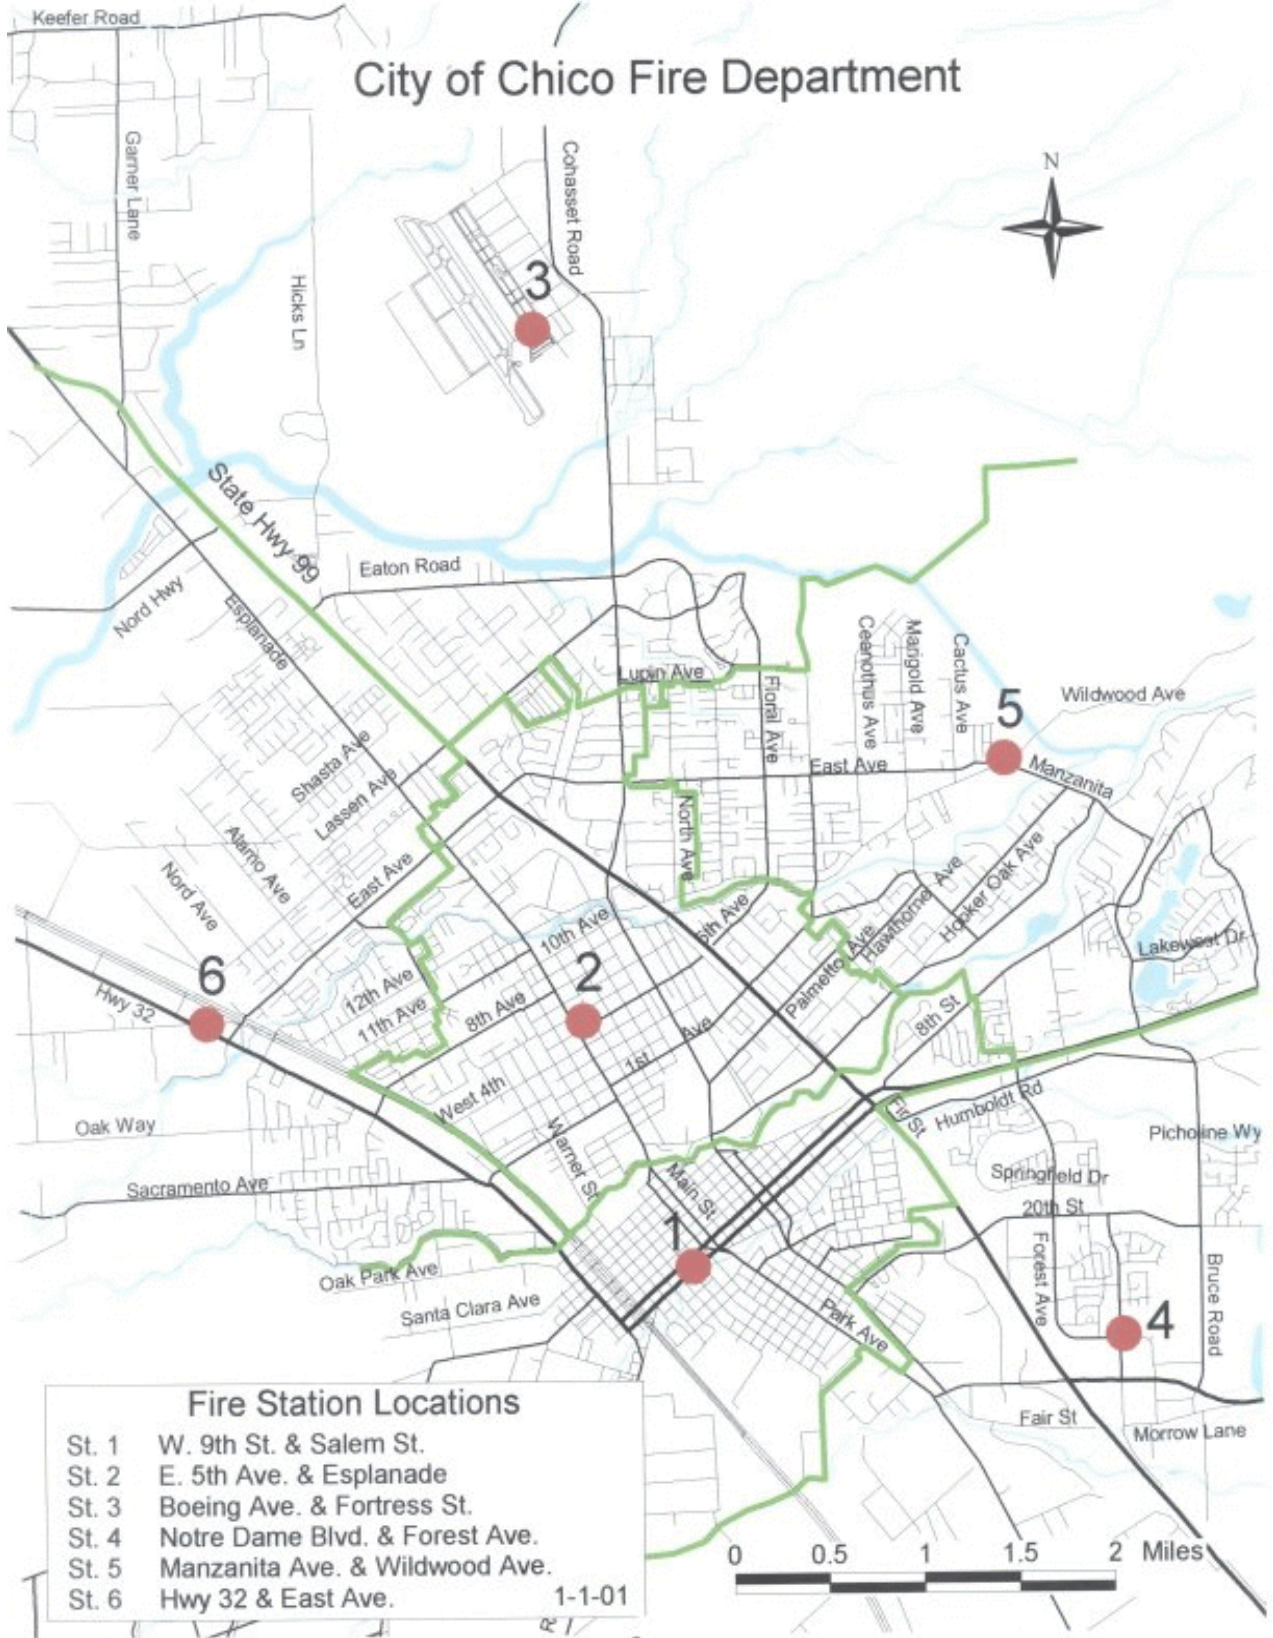 Keefer Road
City of Chico Fire Department
Garner Lane
Cohasset Road
N
3
Hicks Ln
State Hwy 99
Eaton Road
Nord Hwy
Esplanade
Lupin Ave
Floral Ave
Ceanothus Ave
Marigold Ave
Cactus Ave
Wildwood Ave
5
Shasta Ave
East Ave
Manzanita
Lassen Ave
North Ave
Alamo Ave
East Ave
Nord Ave
Hawthorne Ave
Hooker Oak Ave
5th Ave
10th Ave
Palmetto Ave
Lakewest Dr
6
2
12th Ave
11th Ave
8th Ave
Hwy 32
8th St
1st Ave
West 4th
Fir St
Humboldt Rd
Oak Way
Warner St
Picholine Wy
Main St
Springfield Dr
Sacramento Ave
20th St
1
Forest Ave
Bruce Road
Oak Park Ave
Santa Clara Ave
Park Ave
4
Fair St
Morrow Lane
Fire Station Locations
St. 1 W. 9th St. & Salem St.
St. 2 E. 5th Ave. & Esplanade
St. 3 Boeing Ave. & Fortress St.
St. 4 Notre Dame Blvd. & Forest Ave.
St. 5 Manzanita Ave. & Wildwood Ave.
St. 6 Hwy 32 & East Ave. 1-1-01
0 0.5 1 1.5 2 Miles